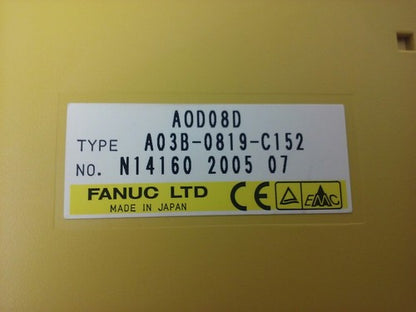 AOD08D
TYPE A03B-0819-C152
NO. N14160 2005 07
FANUC LTD CE EMC
MADE IN JAPAN